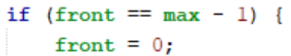 if (front == max - 1) {
    front = 0;